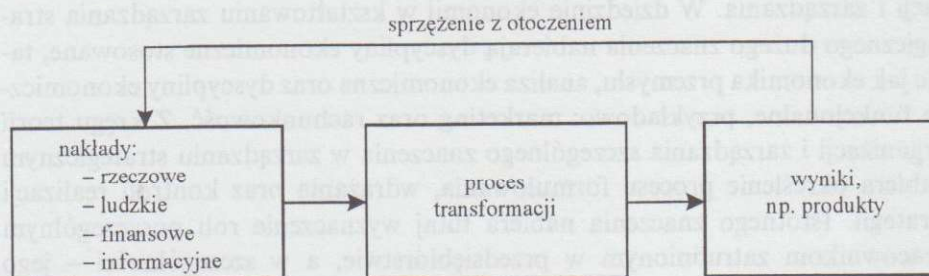 sprzężenie z otoczeniem
nakłady:
– rzeczowe
– ludzkie
– finansowe
– informacyjne
proces
transformacji
wyniki,
np. produkty